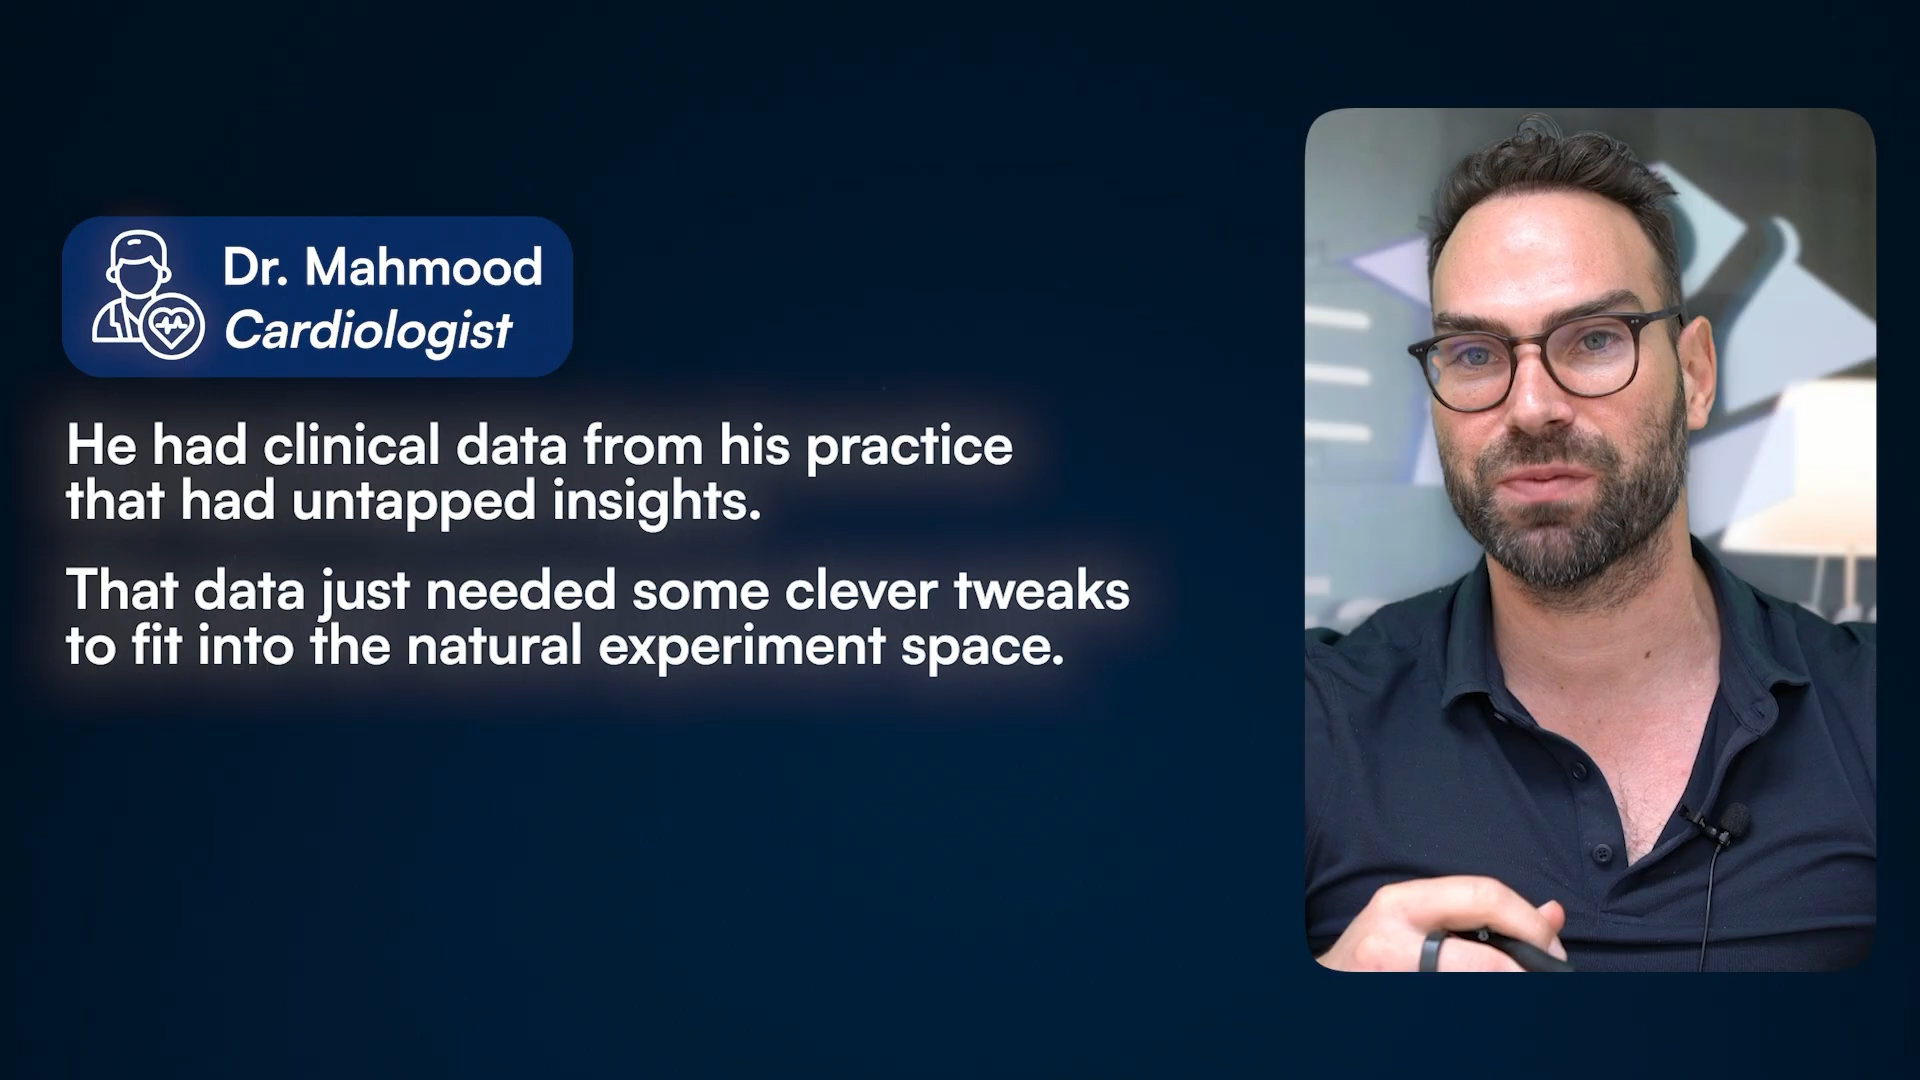 Dr. Mahmood
Cardiologist
He had clinical data from his practice
that had untapped insights.
That data just needed some clever tweaks
to fit into the natural experiment space.